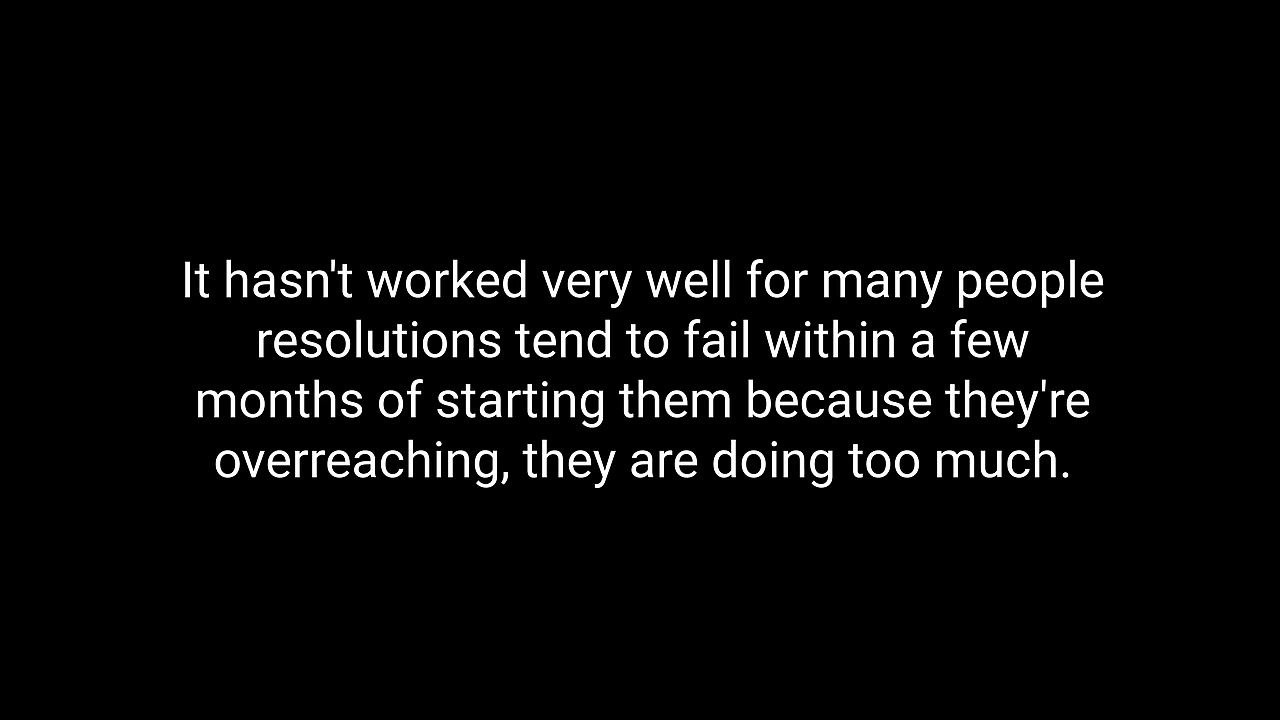 It hasn't worked very well for many people
resolutions tend to fail within a few
months of starting them because they're
overreaching, they are doing too much.